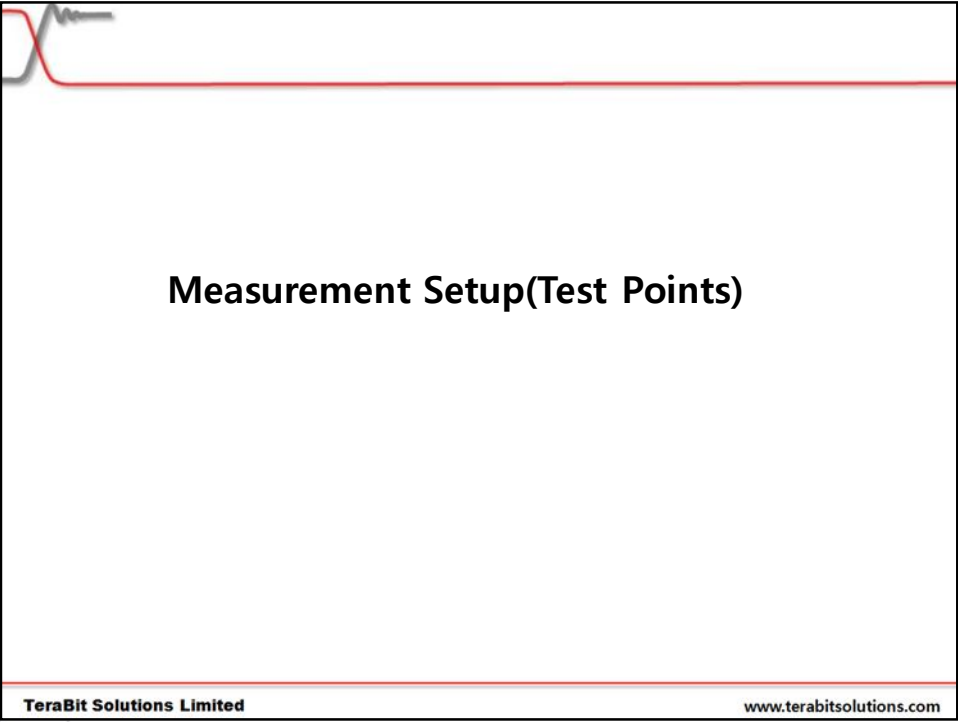 Measurement Setup(Test Points)
TeraBit Solutions Limited
www.terabitsolutions.com